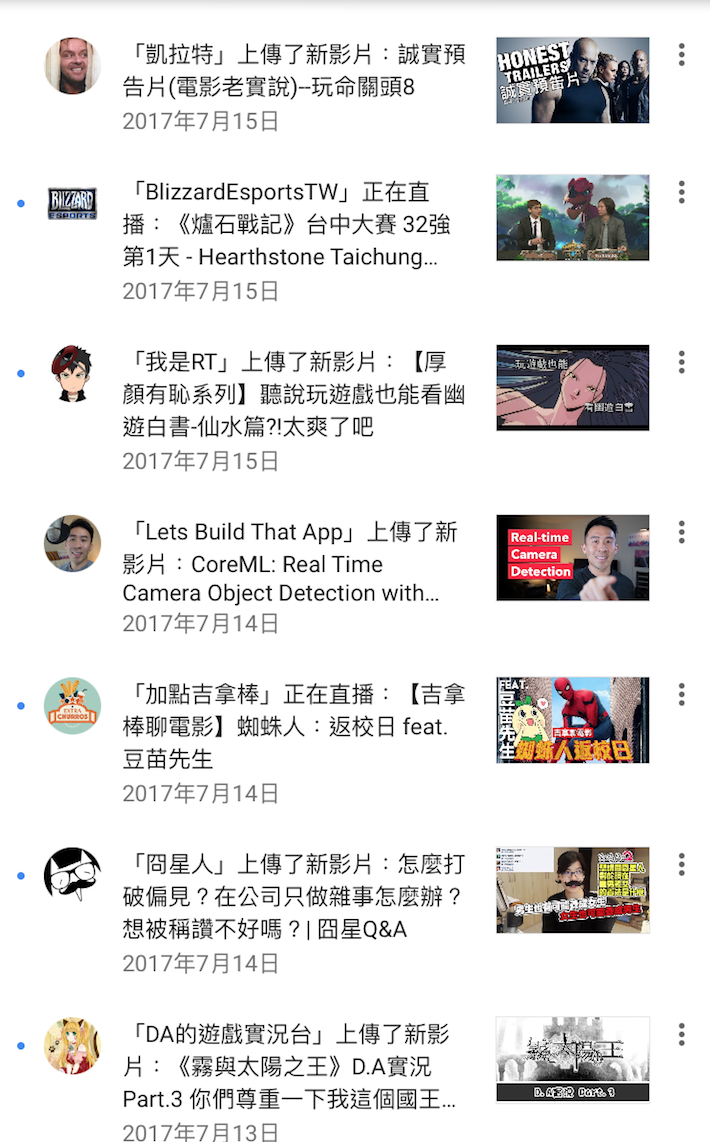 「凱拉特」上傳了新影片：誠實預
告片(電影老實說)--玩命關頭8
2017年7月15日
HONEST
TRAILERS
誠實預告片
BLIZZARD
ESPORTS
「BlizzardEsportsTW」正在直
播：《爐石戰記》台中大賽 32強
第1天 - Hearthstone Taichung…
2017年7月15日
「我是RT」上傳了新影片：【厚
顏有恥系列】聽說玩遊戲也能看幽
遊白書-仙水篇?!太爽了吧
2017年7月15日
玩遊戲也能
看幽遊白書
「Lets Build That App」上傳了新
影片：CoreML: Real Time
Camera Object Detection with…
2017年7月14日
Real-time
Camera
Detection
EXTRA
CHURROS
「加點吉拿棒」正在直播：【吉拿
棒聊電影】蜘蛛人：返校日 feat.
豆苗先生
2017年7月14日
FEAT.
豆苗先生
吉拿聊電影
蜘蛛人返校日
「囧星人」上傳了新影片：怎麼打
破偏見？在公司只做雜事怎麼辦？
想被稱讚不好嗎？| 囧星Q&A
2017年7月14日
「DA的遊戲實況台」上傳了新影
片：《霧與太陽之王》D.A實況
Part.3 你們尊重一下我這個國王…
2017年7月13日
霧太陽王
D.A實況 Part.3